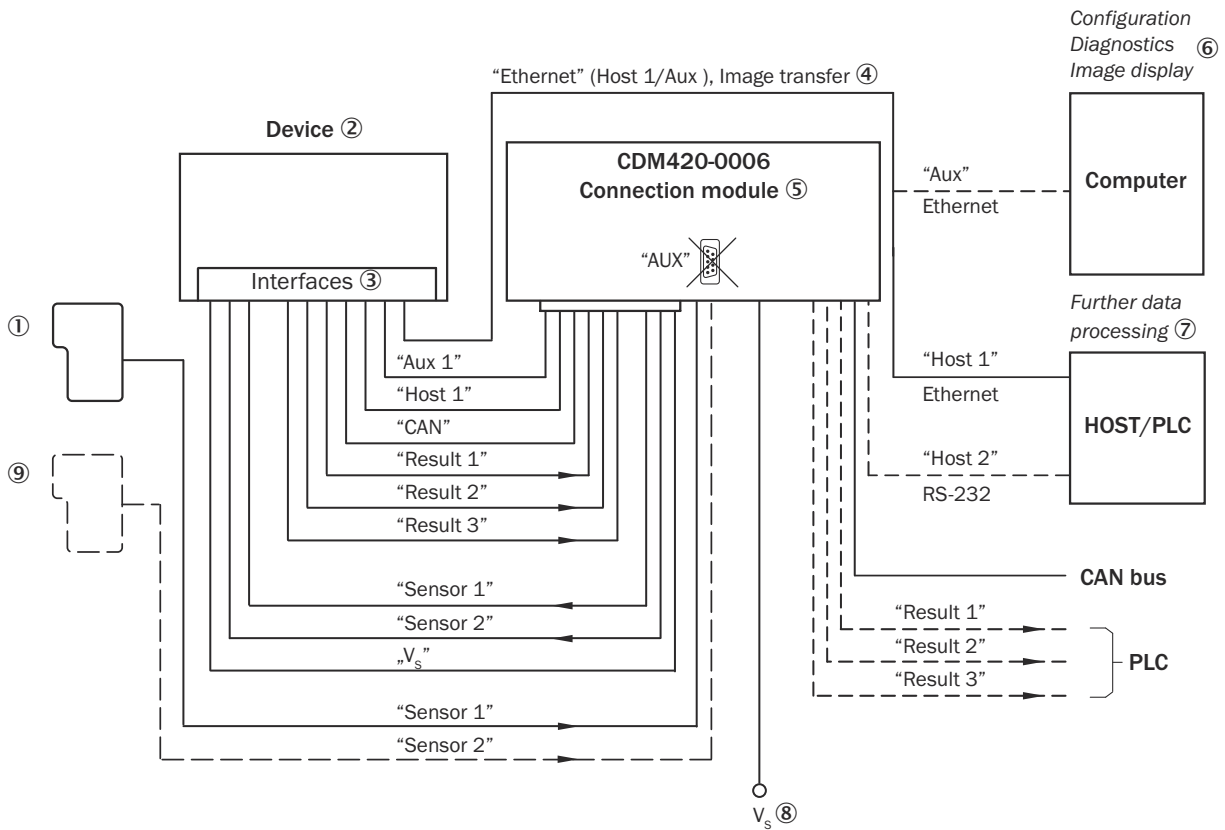 Configuration
Diagnostics
Image display ⑥
“Ethernet” (Host 1/Aux ), Image transfer ④
Device ②
CDM420-0006
Connection module ⑤
“Aux”
Ethernet
Computer
“AUX”
Interfaces ③
①
Further data
processing ⑦
“Aux 1”
“Host 1”
“CAN”
“Result 1”
“Result 2”
“Result 3”
“Host 1”
Ethernet
HOST/PLC
“Host 2”
RS-232
⑨
CAN bus
“Sensor 1”
“Sensor 2”
„Vs”
“Result 1”
“Result 2”
“Result 3”
PLC
“Sensor 1”
“Sensor 2”
Vs ⑧